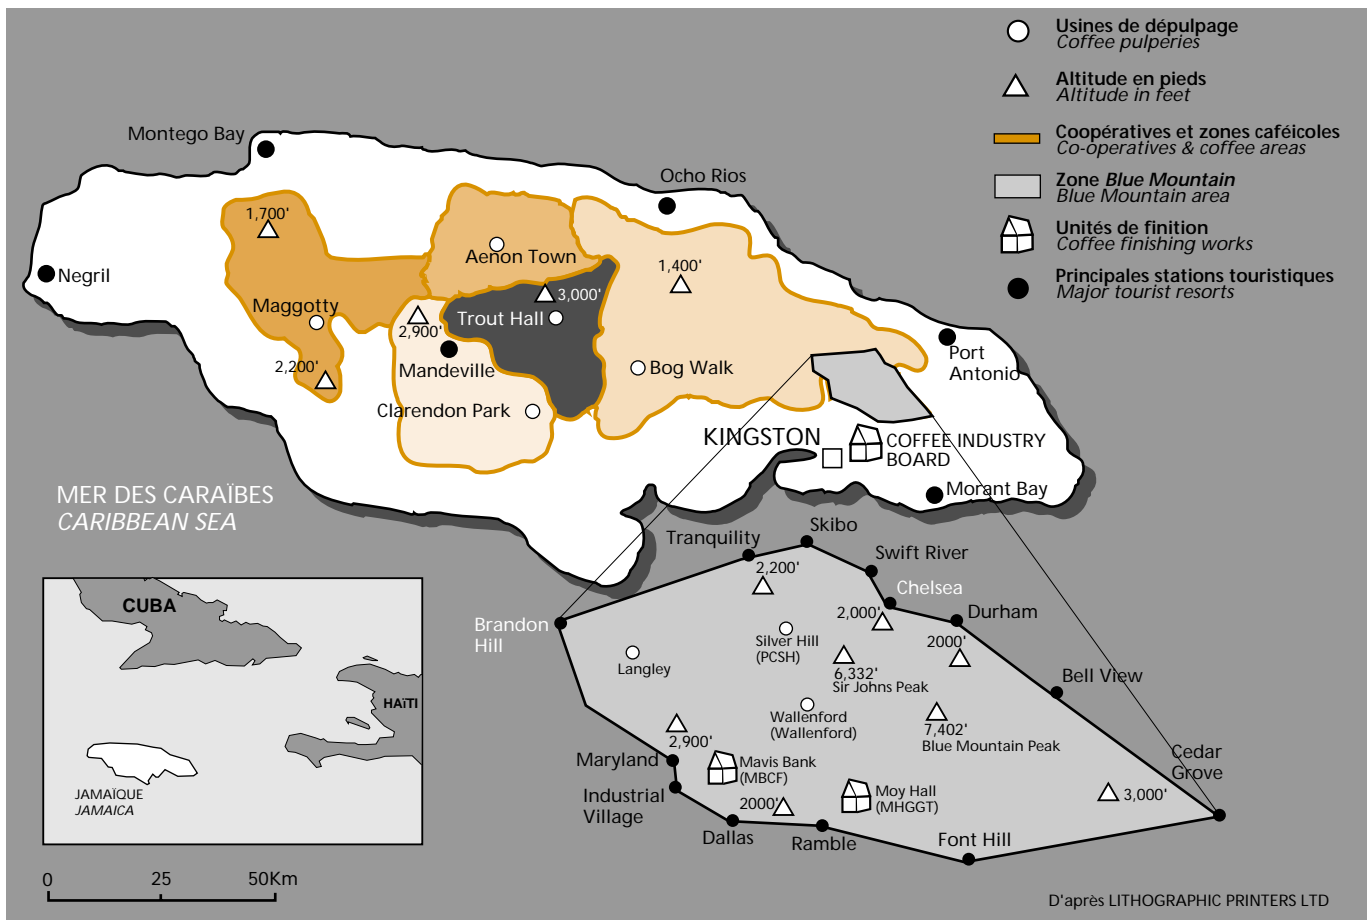 Usines de dépulpage
Coffee pulperies
Altitude en pieds
Altitude in feet
Coopératives et zones caféicoles
Co-operatives & coffee areas
Zone Blue Mountain
Blue Mountain area
Unités de finition
Coffee finishing works
Principales stations touristiques
Major tourist resorts
Montego Bay
Ocho Rios
Negril
1,700'
Aenon Town
1,400'
3,000'
Maggotty
2,900'
Trout Hall
2,200'
Mandeville
Bog Walk
Port
Antonio
Clarendon Park
KINGSTON
COFFEE INDUSTRY
BOARD
Morant Bay
MER DES CARAÏBES
CARIBBEAN SEA
Tranquility
Skibo
Swift River
Chelsea
Durham
2,200'
2,000'
2000'
Brandon
Hill
Langley
Silver Hill
(PCSH)
6,332'
Sir Johns Peak
Bell View
Wallenford
(Wallenford)
7,402'
Blue Mountain Peak
2,900'
Maryland
Mavis Bank
(MBCF)
Cedar
Grove
Industrial
Village
2000'
Moy Hall
(MHGGT)
3,000'
Dallas
Ramble
Font Hill
CUBA
HAÏTI
JAMAÏQUE
JAMAICA
0
25
50Km
D'après LITHOGRAPHIC PRINTERS LTD